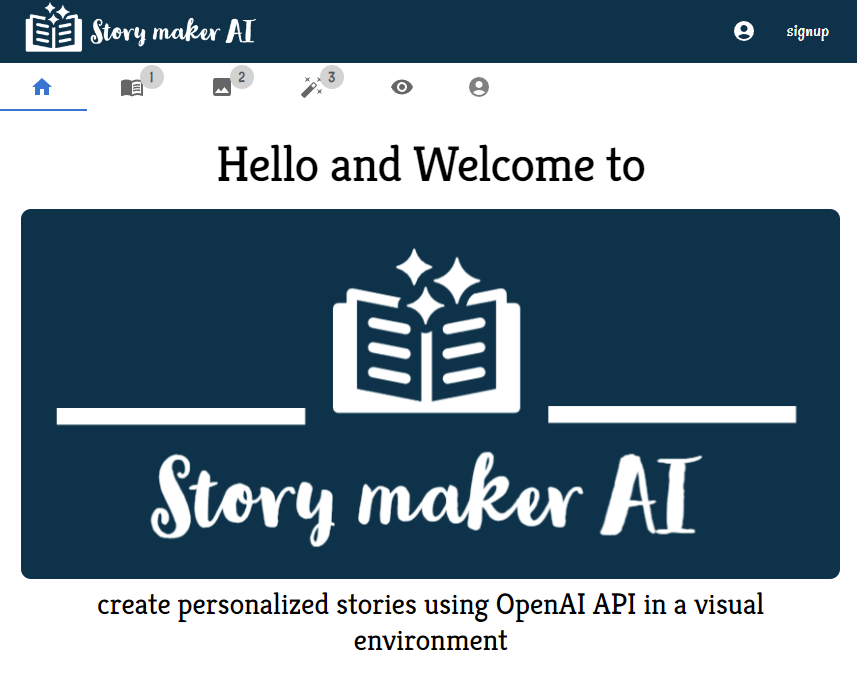 Story maker AI
signup
1
2
3
Hello and Welcome to
Story maker AI
create personalized stories using OpenAI API in a visual
environment